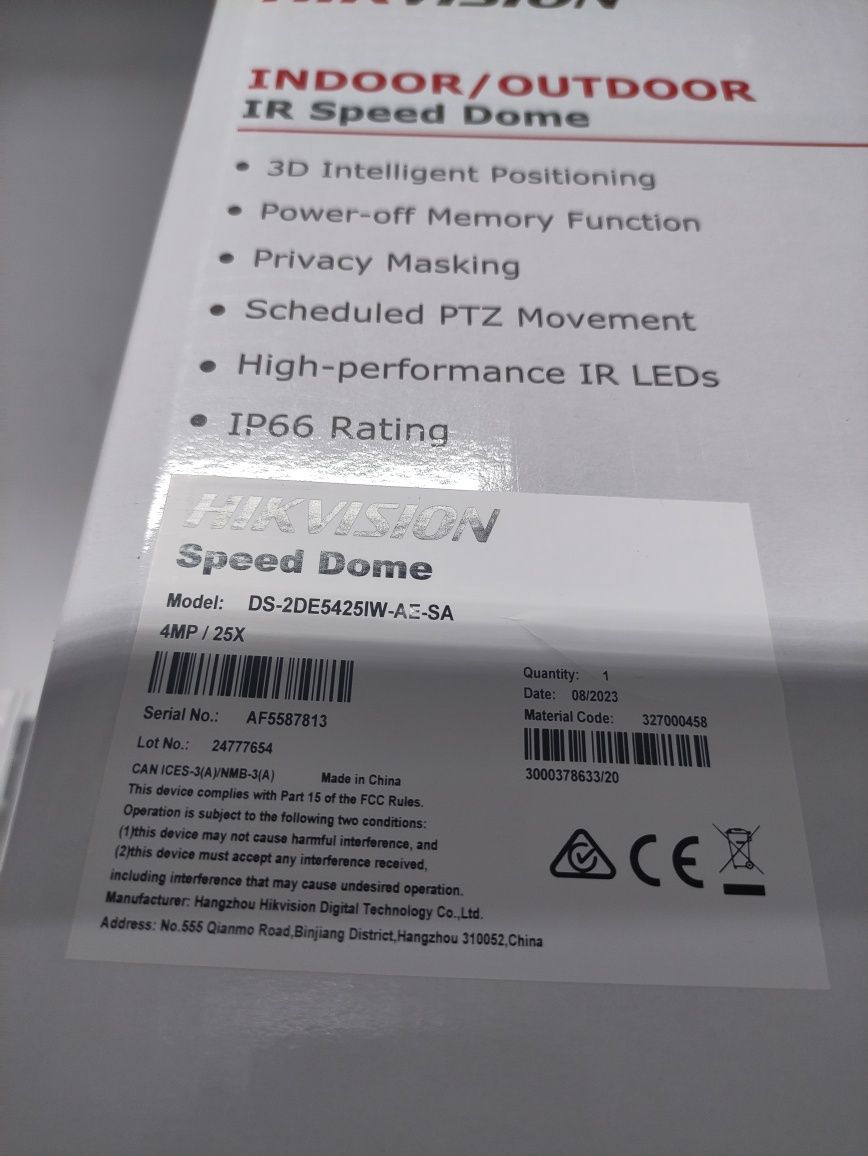 HIKVISION
INDOOR/OUTDOOR
IR Speed Dome
• 3D Intelligent Positioning
• Power-off Memory Function
• Privacy Masking
• Scheduled PTZ Movement
• High-performance IR LEDs
• IP66 Rating
HIKVISION
Speed Dome
Model: DS-2DE5425IW-AE-SA
4MP / 25X
Quantity: 1
Date: 08/2023
Serial No.: AF5587813
Material Code: 327000458
Lot No.: 24777654
3000378633/20
CAN ICES-3(A)/NMB-3(A) Made in China
This device complies with Part 15 of the FCC Rules.
Operation is subject to the following two conditions:
(1)this device may not cause harmful interference, and
(2)this device must accept any interference received,
including interference that may cause undesired operation.
CE
Manufacturer: Hangzhou Hikvision Digital Technology Co.,Ltd.
Address: No.555 Qianmo Road,Binjiang District,Hangzhou 310052,China